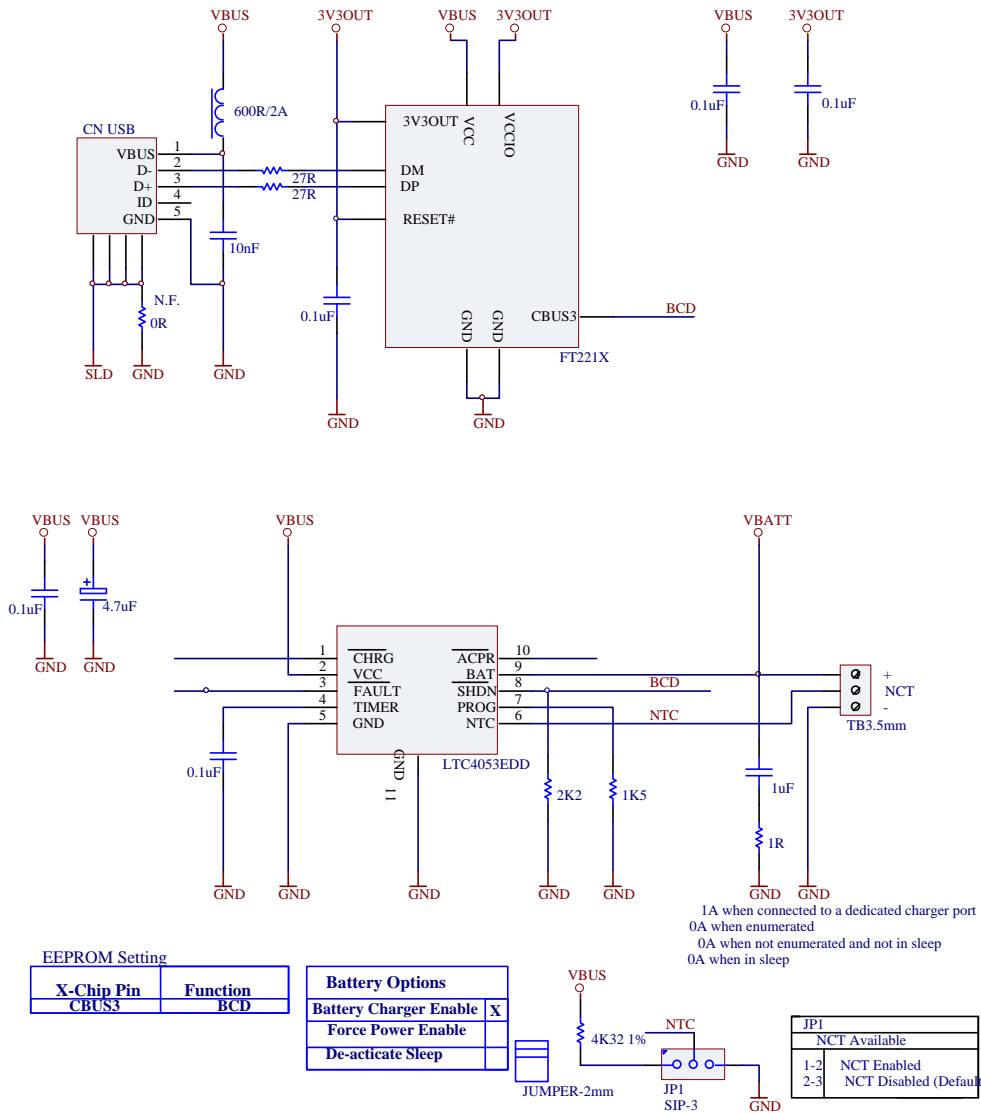 VBUS 3V3OUT VBUS 3V3OUT VBUS 3V3OUT
600R/2A
0.1uF 0.1uF
3V3OUT VCC VCCIO
CN USB
GND GND
VBUS 1
D- 2
D+ 3
ID 4
GND 5
27R
27R
DM
DP
RESET#
10nF
N.F.
0R
0.1uF
GND GND
CBUS3 BCD
FT221X
SLD GND GND
GND GND
VBUS VBUS VBUS VBATT
0.1uF + 4.7uF
GND GND
1 CHRG ACPR 10
2 VCC BAT 9
3 FAULT SHDN 8 BCD
4 TIMER PROG 7
5 GND NTC 6 NTC
+
NCT
-
TB3.5mm
GND 11
LTC4053EDD
0.1uF
2K2 1K5
1uF
1R
GND GND GND GND GND GND GND
1A when connected to a dedicated charger port
0A when enumerated
0A when not enumerated and not in sleep
0A when in sleep
EEPROM Setting
X-Chip Pin Function
CBUS3 BCD
Battery Options
Battery Charger Enable X
Force Power Enable
De-acticate Sleep
JUMPER-2mm
VBUS
4K32 1%
NTC
JP1
SIP-3
GND
JP1
NCT Available
1-2 NCT Enabled
2-3 NCT Disabled (Defaul